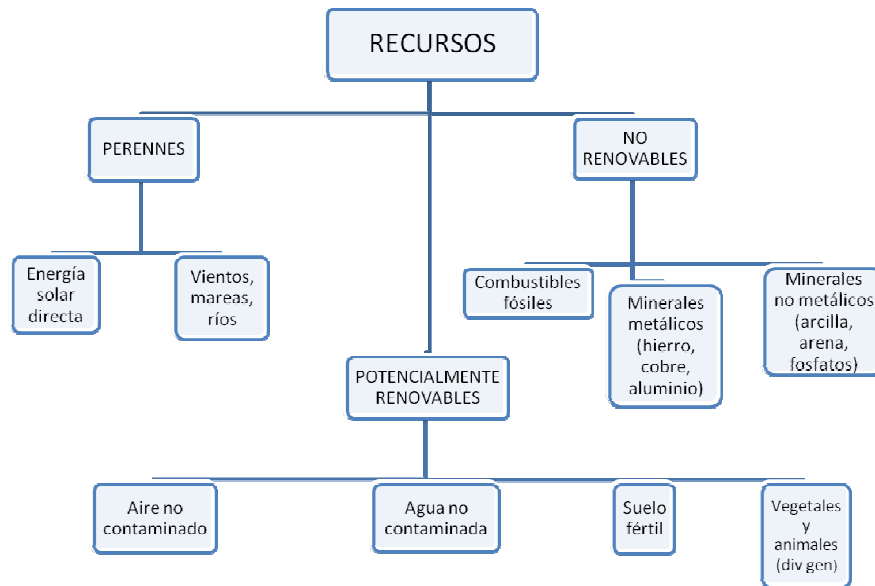 RECURSOS
PERENNES
NO
RENOVABLES
Energía
solar
directa
Vientos,
mareas,
ríos
Combustibles
fósiles
Minerales
metálicos
(hierro,
cobre,
aluminio)
Minerales
no metálicos
(arcilla,
arena,
fosfatos)
POTENCIALMENTE
RENOVABLES
Aire no
contaminado
Agua no
contaminada
Suelo
fértil
Vegetales
y
animales
(div gen)